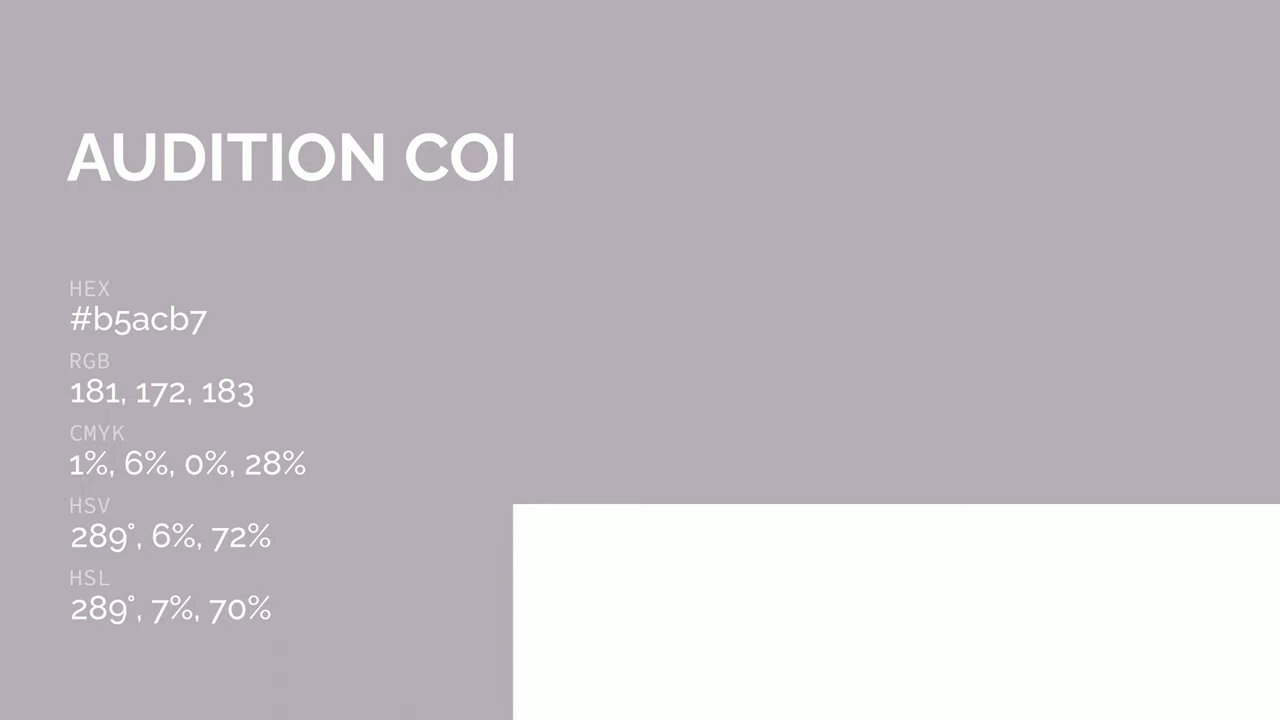 AUDITION CO
HEX
#b5acb7
RGB
181, 172, 183
CMYK
1%, 6%, 0%, 28%
HSV
289°, 6%, 72%
HSL
289°, 7%, 70%